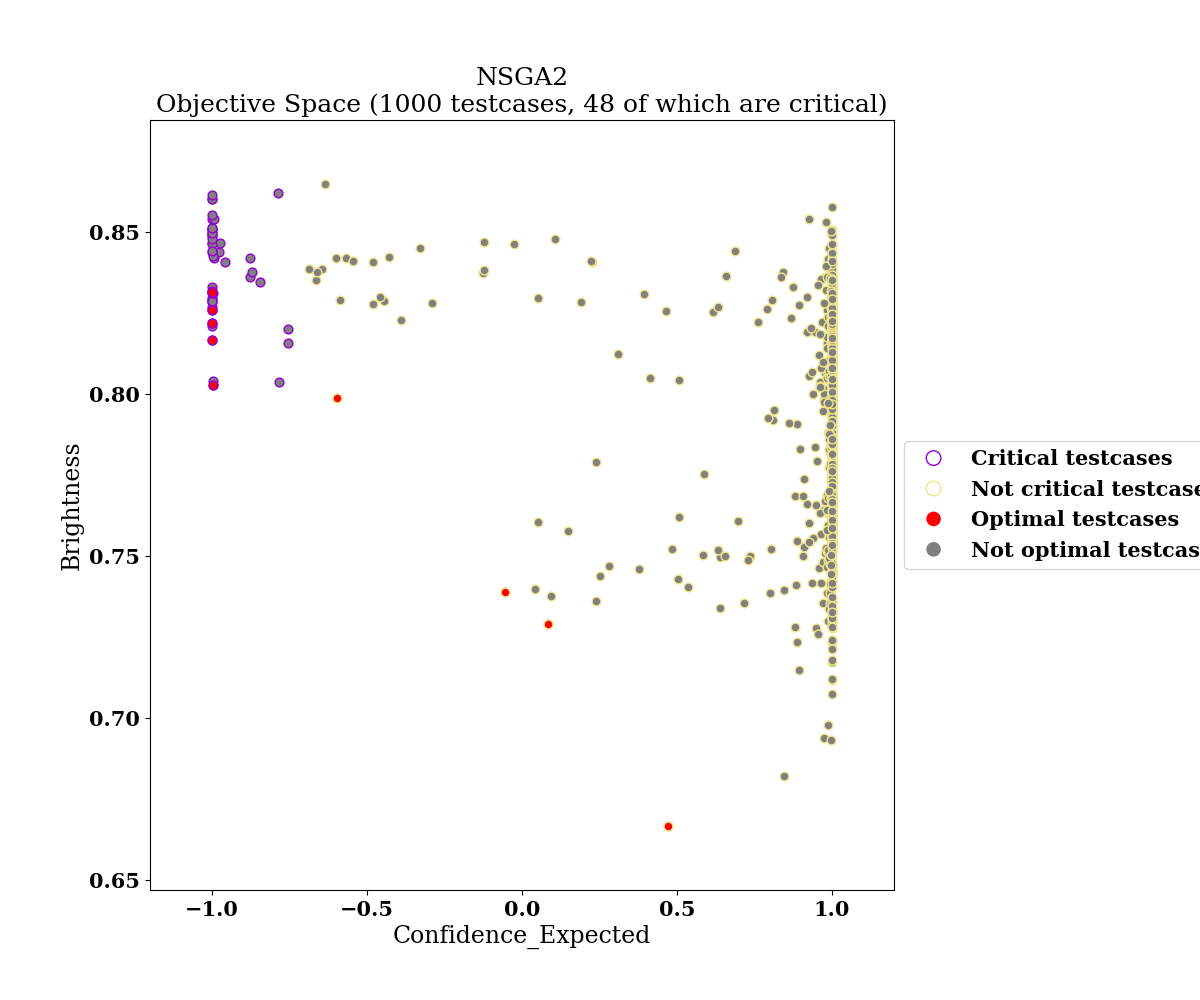 NSGA2
Objective Space (1000 testcases, 48 of which are critical)
0.85
0.80
0.75
0.70
0.65
Brightness
−1.0
−0.5
0.0
0.5
1.0
Confidence_Expected
Critical testcases
Not critical testcase
Optimal testcases
Not optimal testcas